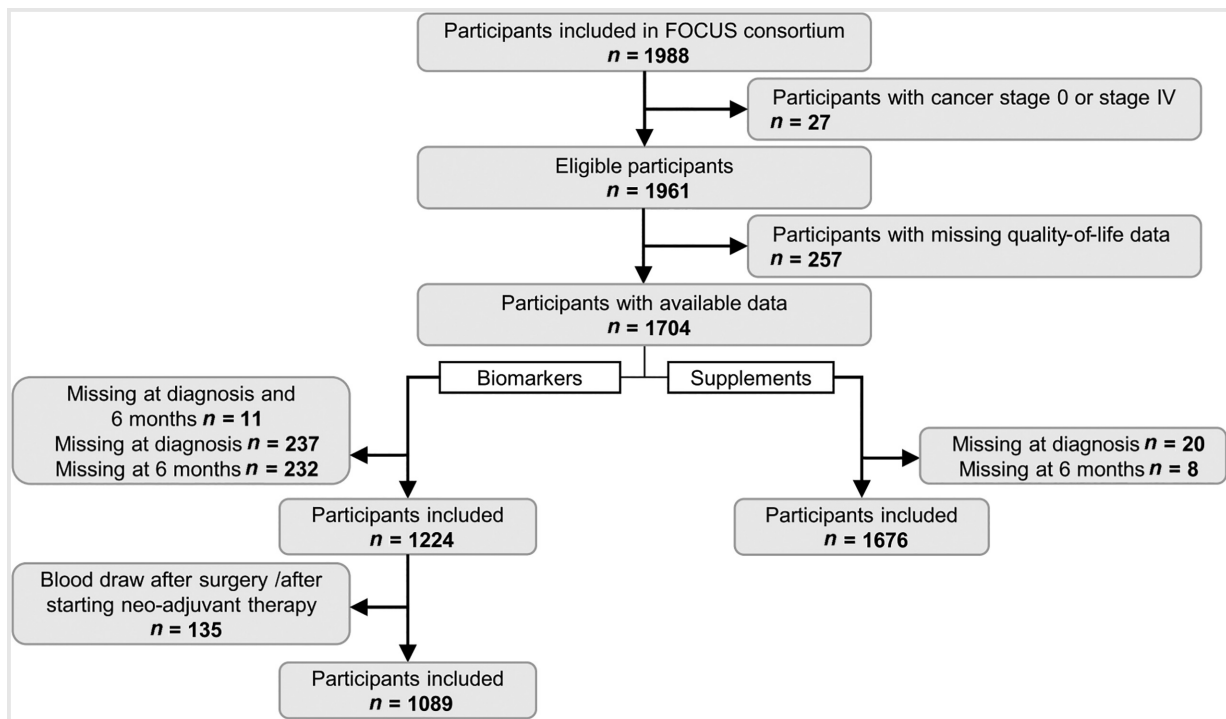 Participants included in FOCUS consortium
n = 1988
Participants with cancer stage 0 or stage IV
n = 27
Eligible participants
n = 1961
Participants with missing quality-of-life data
n = 257
Participants with available data
n = 1704
Biomarkers
Supplements
Missing at diagnosis and
6 months n = 11
Missing at diagnosis n = 237
Missing at 6 months n = 232
Missing at diagnosis n = 20
Missing at 6 months n = 8
Participants included
n = 1224
Participants included
n = 1676
Blood draw after surgery /after
starting neo-adjuvant therapy
n = 135
Participants included
n = 1089